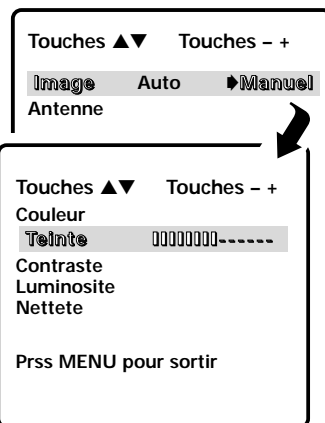 Touches ▲▼ Touches – +
Image Auto ➧Manuel
Antenne
Touches ▲▼ Touches – +
Couleur
Teinte ▯▯▯▯▯▯▯▯------
Contraste
Luminosite
Nettete
Prss MENU pour sortir